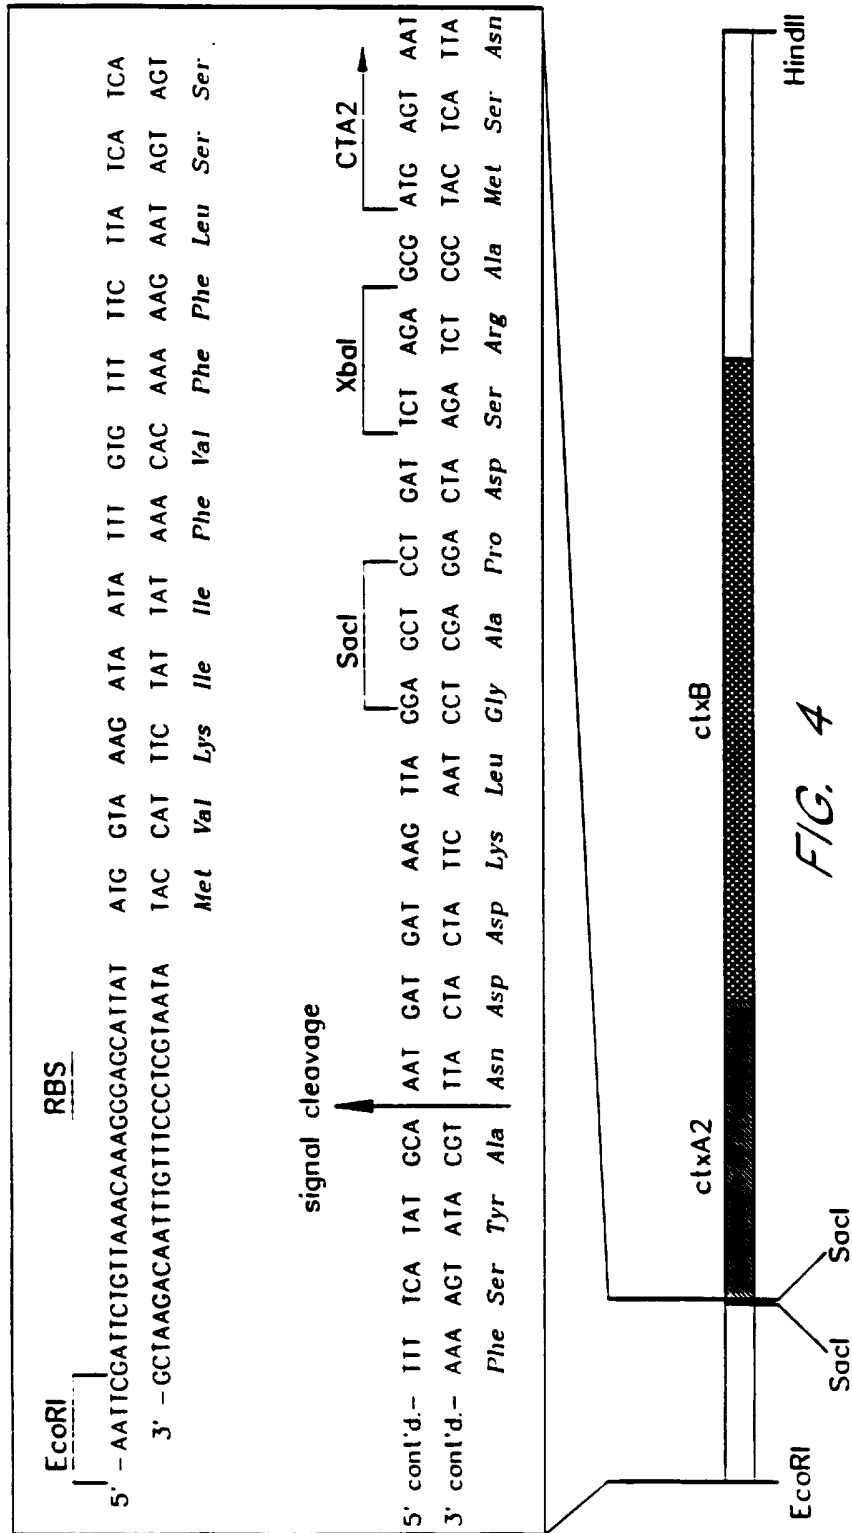 EcoRI RBS
5' - AATTCGATTCTGTTAAACAAAGGGAGCATTAT ATG GTA AAG ATA ATA TTT GTG TTT TTC TTA TCA TCA
3' - GCTAAGACAATTTGTTTCCCTCGTAATA TAC CAT TTC TAT TAT AAA CAC AAA AAG AAT AGT AGT
Met Val Lys Ile Ile Phe Val Phe Phe Leu Ser Ser
signal cleavage SacI XbaI CTA2
5' cont'd.- TTT TCA TAT GCA AAT GAT GAT AAG TTA GGA GCT CCT GAT TCT AGA GCG ATG AGT AAT
3' cont'd.- AAA AGT ATA CGT TTA CTA CTA TTC AAT CCT CGA GGA CTA AGA TCT CGC TAC TCA TTA
Phe Ser Tyr Ala Asn Asp Asp Lys Leu Gly Ala Pro Asp Ser Arg Ala Met Ser Asn
ctxA2 ctxB
EcoRI SacI SacI HindII
FIG. 4